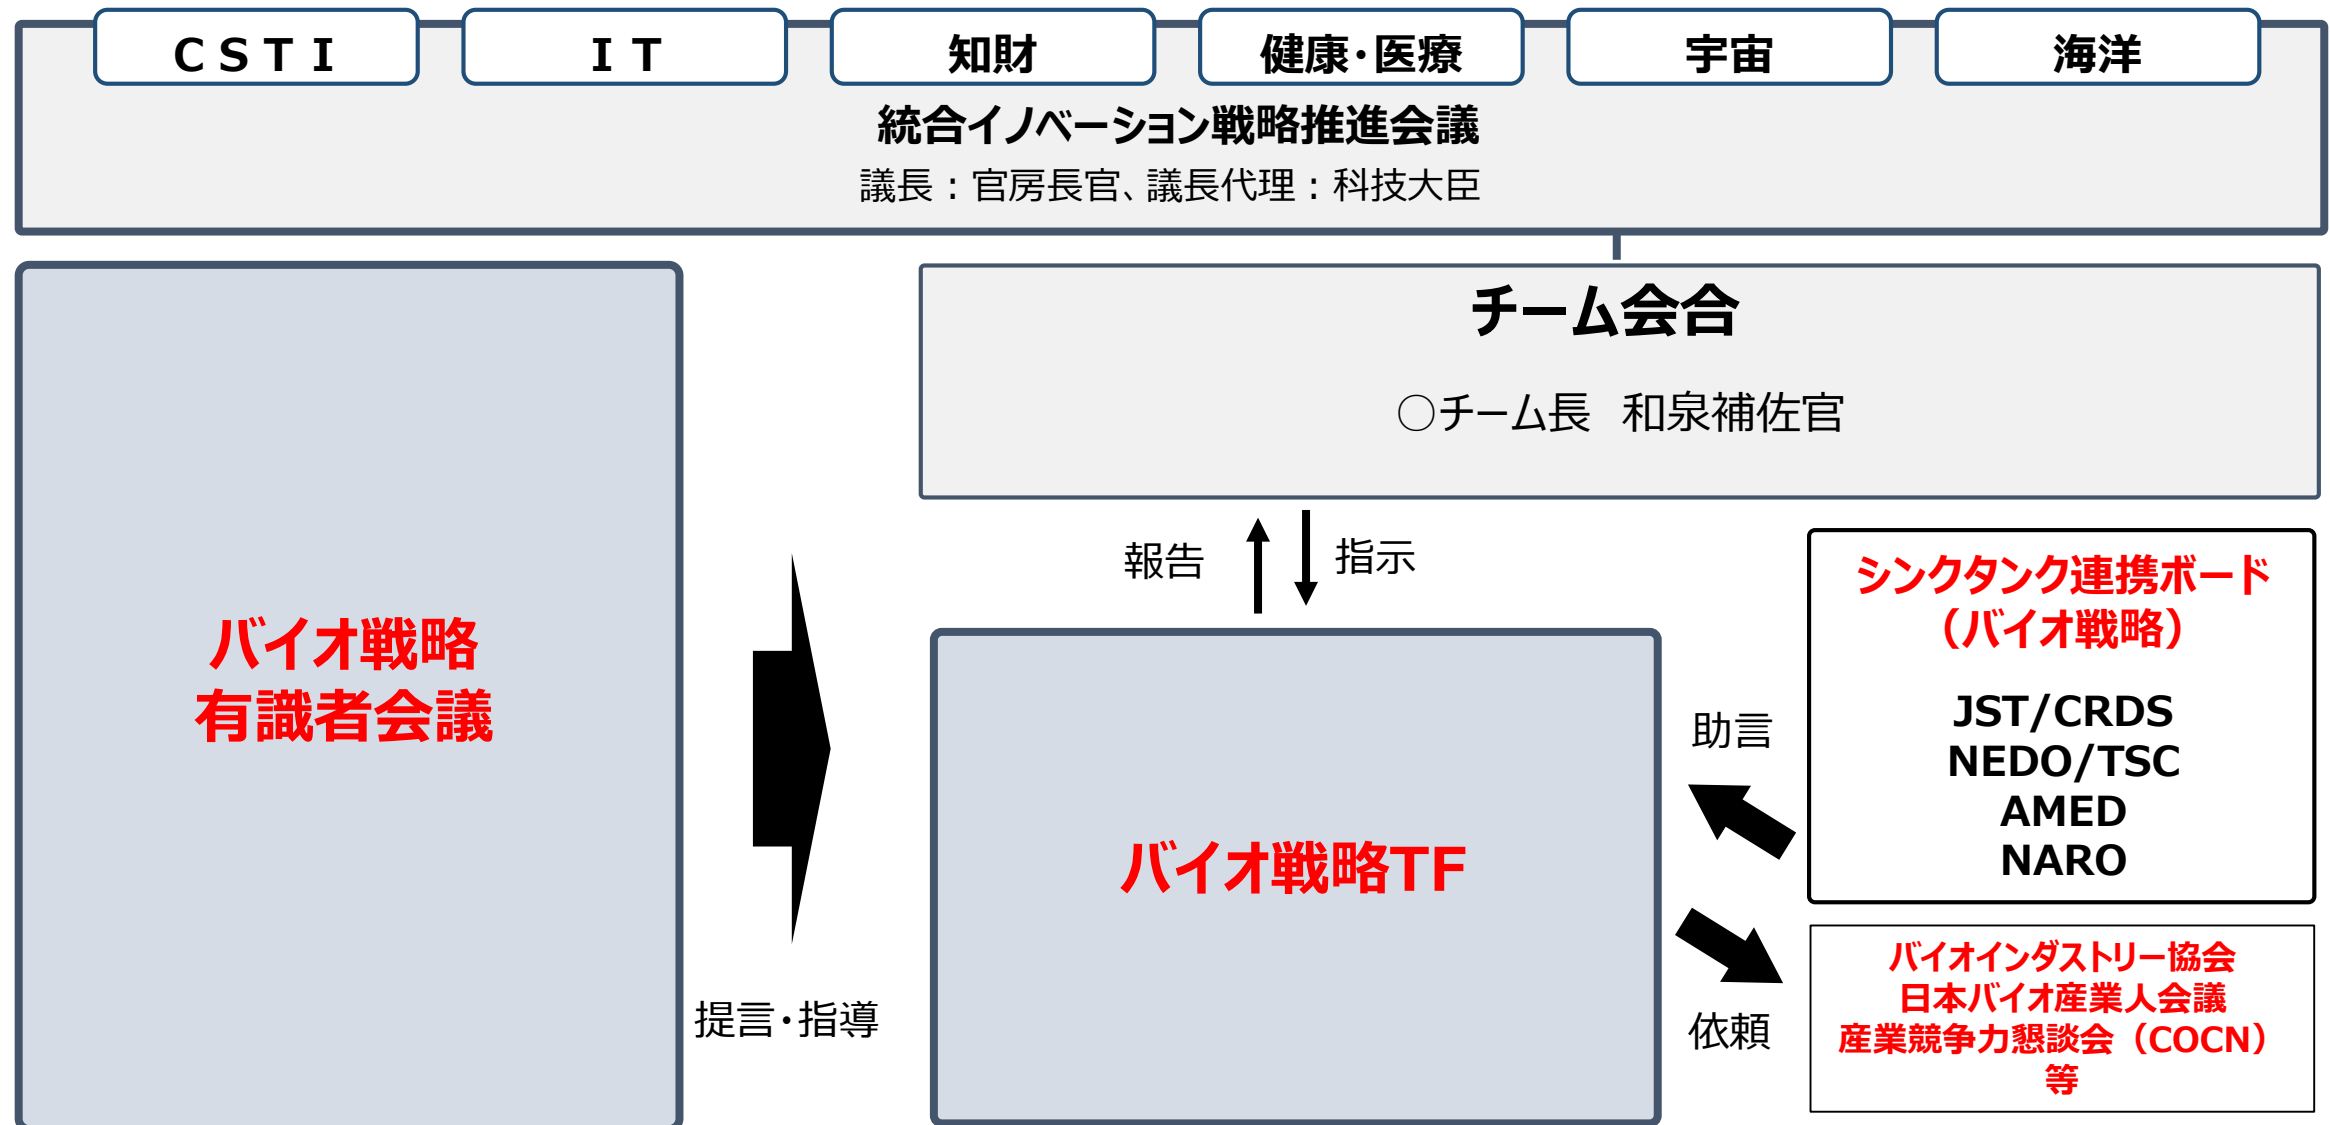 ＣＳＴＩ
ＩＴ
知財
健康・医療
宇宙
海洋
統合イノベーション戦略推進会議
議長：官房長官、議長代理：科技大臣
チーム会合
○チーム長　和泉補佐官
報告
指示
バイオ戦略
有識者会議
提言・指導
バイオ戦略TF
助言
依頼
シンクタンク連携ボード
（バイオ戦略）
JST/CRDS
NEDO/TSC
AMED
NARO
バイオインダストリー協会
日本バイオ産業人会議
産業競争力懇談会（COCN）
等